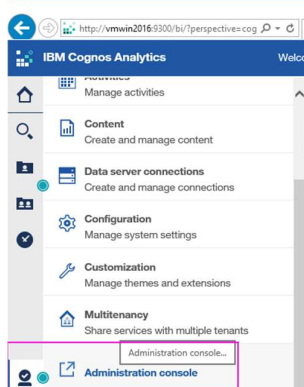 http://vmwin2016:9300/bi/?perspective=cog
IBM Cognos Analytics
Welco
Activities
Manage activities
Content
Create and manage content
Data server connections
Create and manage connections
Configuration
Manage system settings
Customization
Manage themes and extensions
Multitenancy
Share services with multiple tenants
Administration console...
Administration console